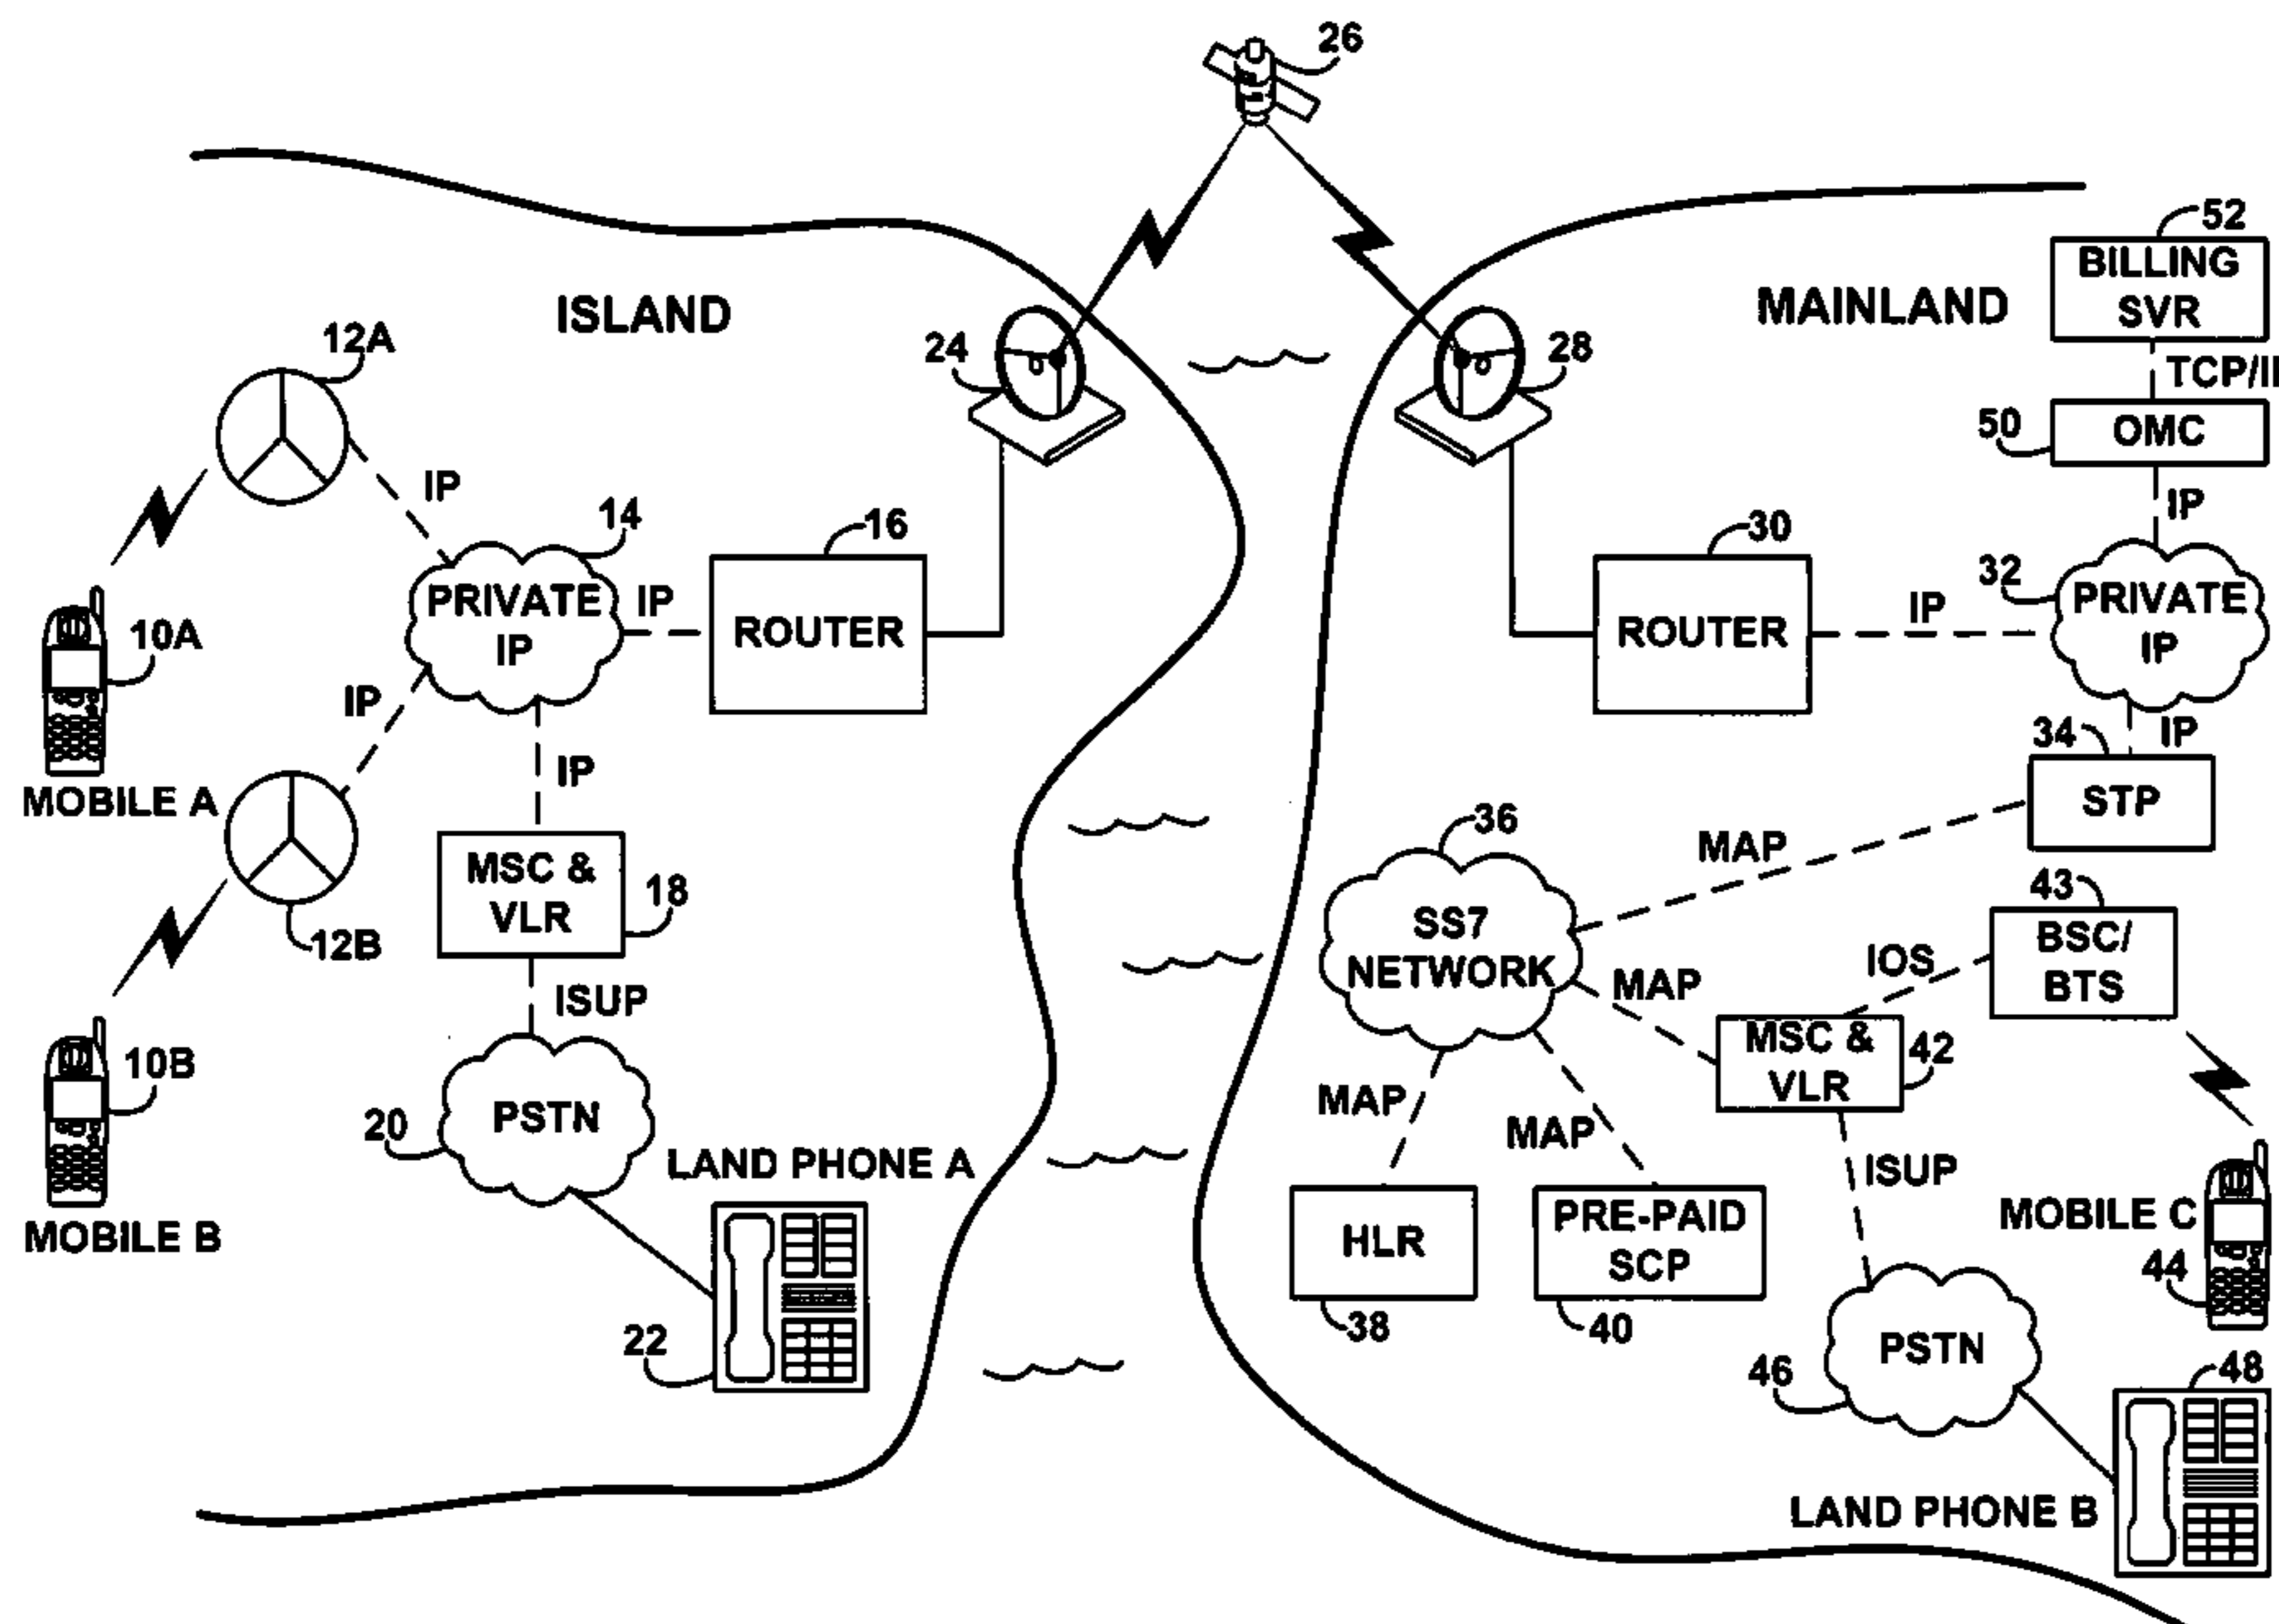 26
52
BILLING
SVR
ISLAND
MAINLAND
12A
24
28
TCP/IP
50
OMC
IP
IP
14
16
30
32
PRIVATE
IP
IP
ROUTER
ROUTER
IP
PRIVATE
IP
10A
IP
34
IP
IP
STP
MOBILE A
36
MAP
MSC &
VLR
18
43
SS7
NETWORK
BSC/
BTS
12B
IOS
MAP
ISUP
MSC &
VLR
42
10B
MAP
MAP
20
PSTN
LAND PHONE A
ISUP
MOBILE B
HLR
PRE-PAID
SCP
MOBILE C
44
22
38
40
PSTN
46
48
LAND PHONE B